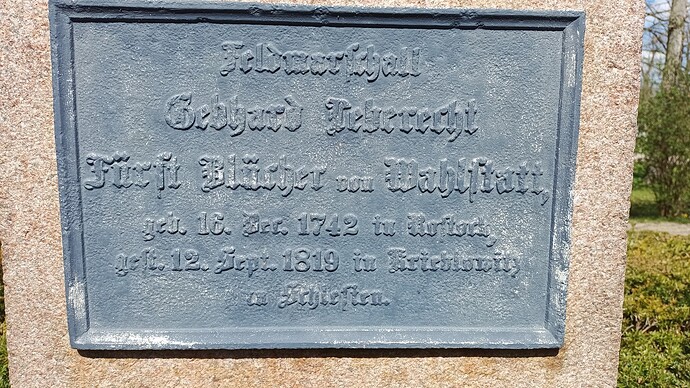 Feldmarschall
Gebhard Leberecht
Fürst Blücher von Wahlstatt,
geb. 16. Dec. 1742 in Rostock,
gest. 12. Sept. 1819 in Krieblowitz
in Schlesien.